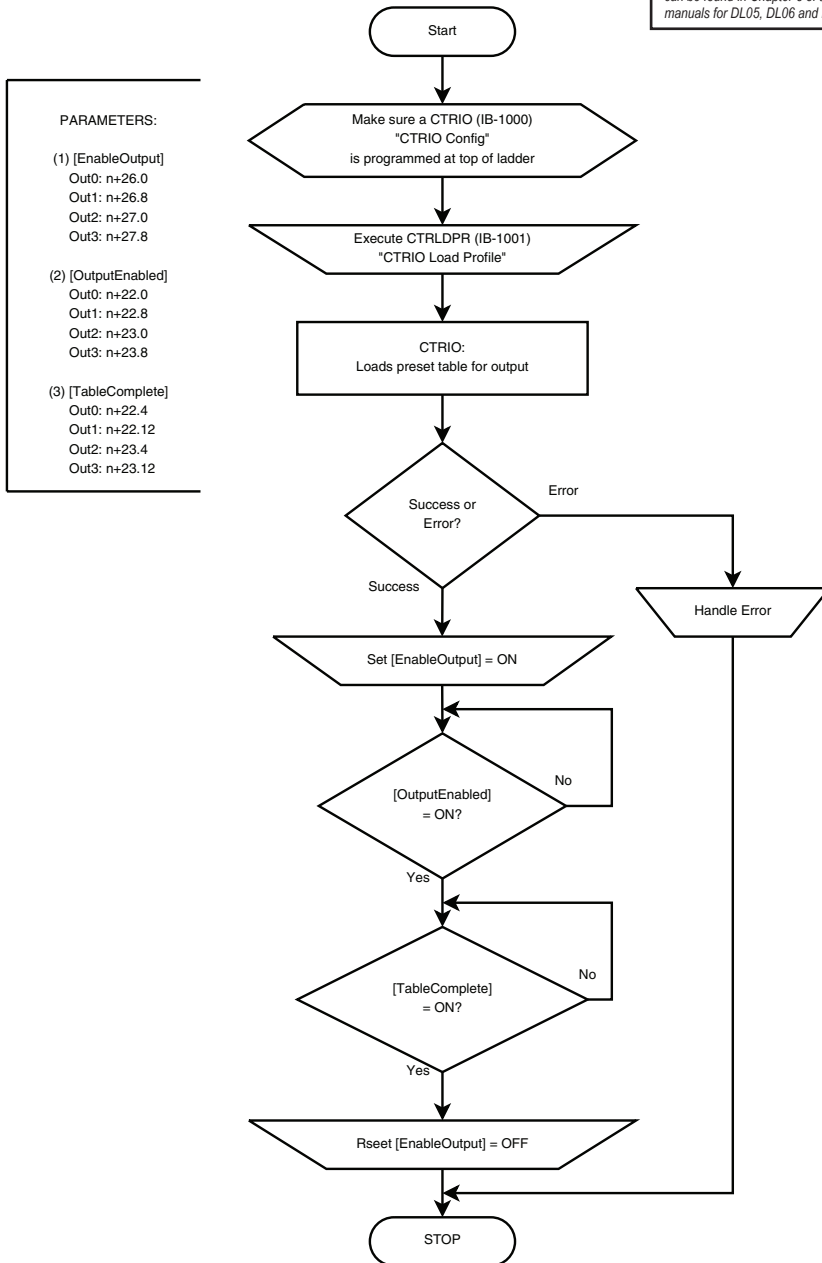 manuals for DL05, DL06 and
Start
PARAMETERS:
(1) [EnableOutput]
Out0: n+26.0
Out1: n+26.8
Out2: n+27.0
Out3: n+27.8
(2) [OutputEnabled]
Out0: n+22.0
Out1: n+22.8
Out2: n+23.0
Out3: n+23.8
(3) [TableComplete]
Out0: n+22.4
Out1: n+22.12
Out2: n+23.4
Out3: n+23.12
Make sure a CTRIO (IB-1000)
"CTRIO Config"
is programmed at top of ladder
Execute CTRLDPR (IB-1001)
"CTRIO Load Profile"
CTRIO:
Loads preset table for output
Success or
Error?
Error
Success
Handle Error
Set [EnableOutput] = ON
[OutputEnabled]
= ON?
No
Yes
[TableComplete]
= ON?
No
Yes
Rseet [EnableOutput] = OFF
STOP